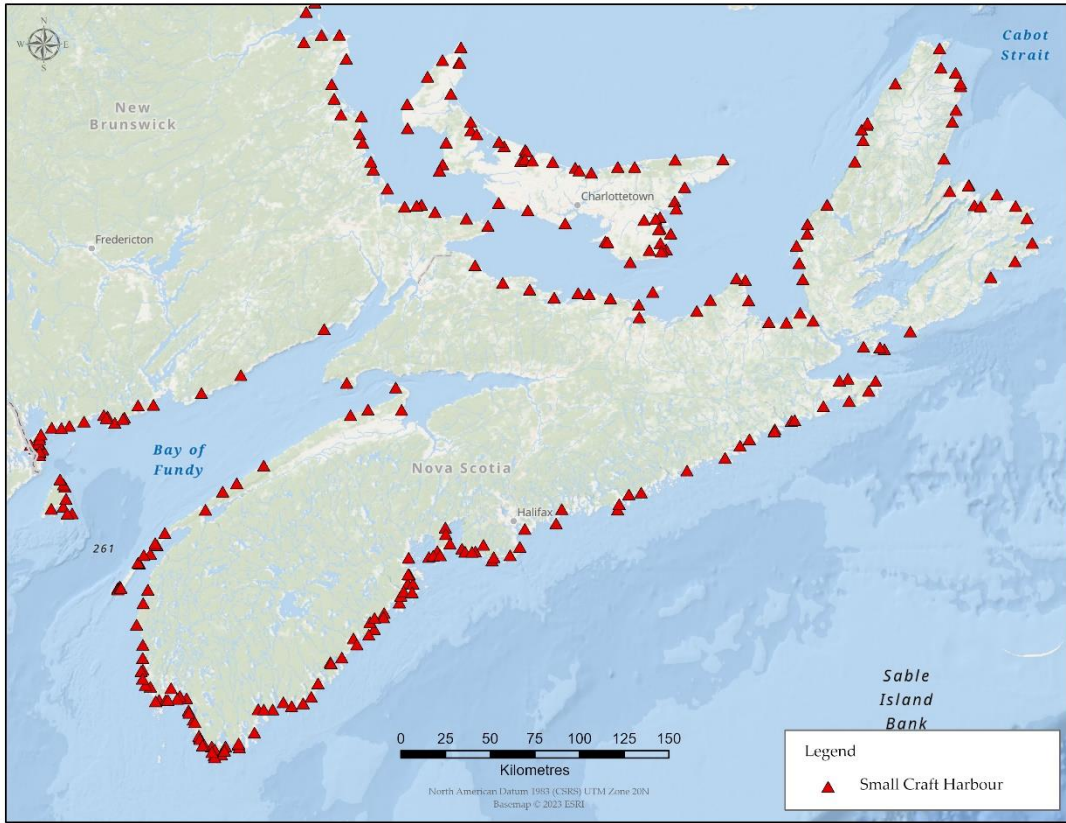 N
W E
S
Cabot
Strait
New
Brunswick
Charlottetown
Fredericton
Bay of
Fundy
Nova Scotia
Halifax
261
Sable
Island
Bank
0 25 50 75 100 150
Kilometres
North American Datum 1983 (CSRS) UTM Zone 20N
Basemap © 2023 ESRI
Legend
Small Craft Harbour